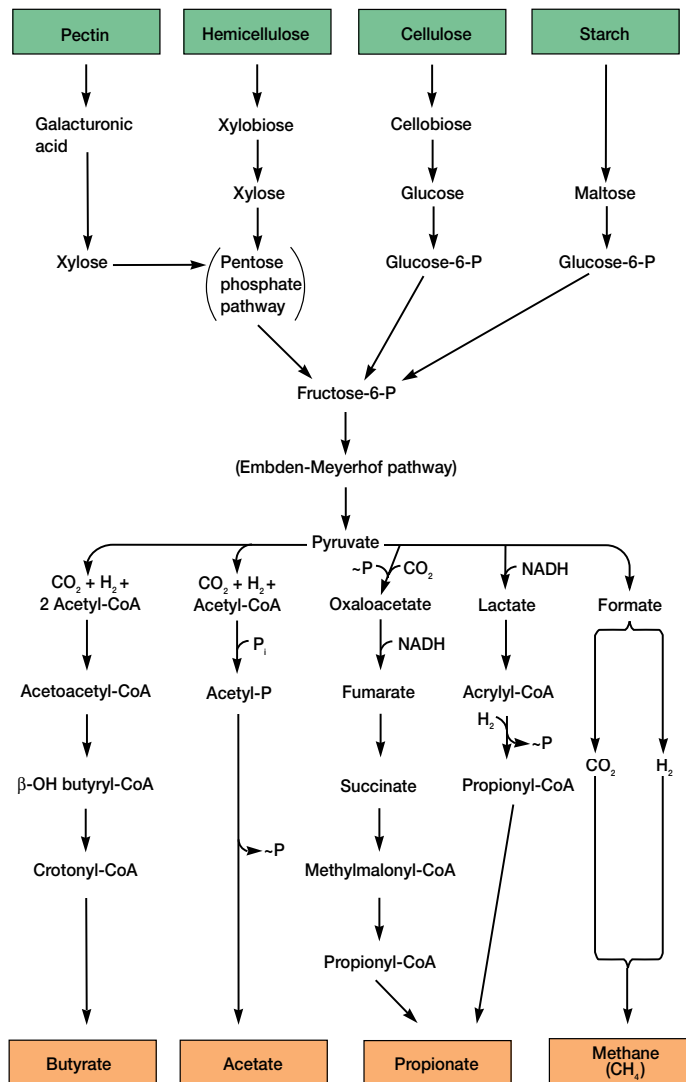 Pectin
Hemicellulose
Cellulose
Starch
Galacturonic
acid
Xylobiose
Cellobiose
Xylose
Glucose
Maltose
Xylose
(Pentose
phosphate
pathway)
Glucose-6-P
Glucose-6-P
Fructose-6-P
(Embden-Meyerhof pathway)
Pyruvate
CO₂ + H₂ +
2 Acetyl-CoA
CO₂ + H₂ +
Acetyl-CoA
~P
CO₂
Oxaloacetate
NADH
Lactate
Formate
Pᵢ
NADH
Acetoacetyl-CoA
Acetyl-P
Fumarate
Acrylyl-CoA
H₂
~P
CO₂
H₂
β-OH butyryl-CoA
Succinate
Propionyl-CoA
~P
Crotonyl-CoA
Methylmalonyl-CoA
Propionyl-CoA
Butyrate
Acetate
Propionate
Methane
(CH₄)